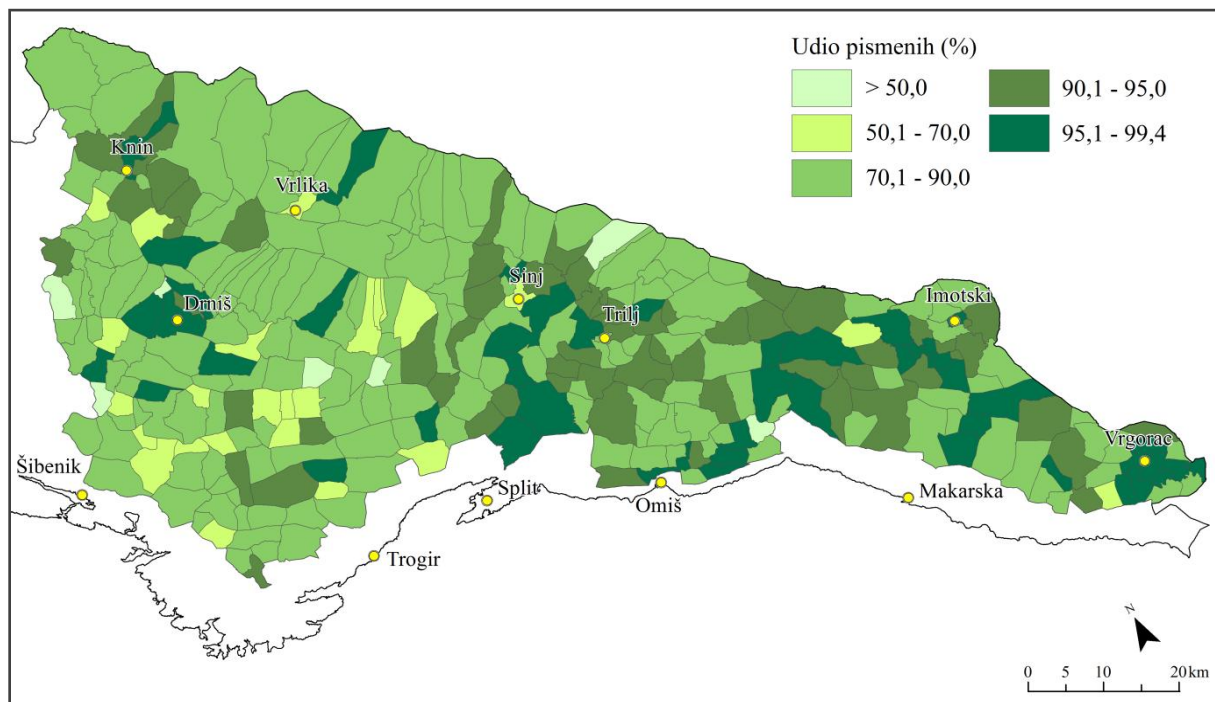 Udio pismenih (%)
> 50,0
50,1 - 70,0
70,1 - 90,0
90,1 - 95,0
95,1 - 99,4
Knin
Vrlika
Sinj
Drniš
Trilj
Imotski
Vrgorac
Šibenik
Split
Omiš
Makarska
Trogir
N
0 5 10 20 km